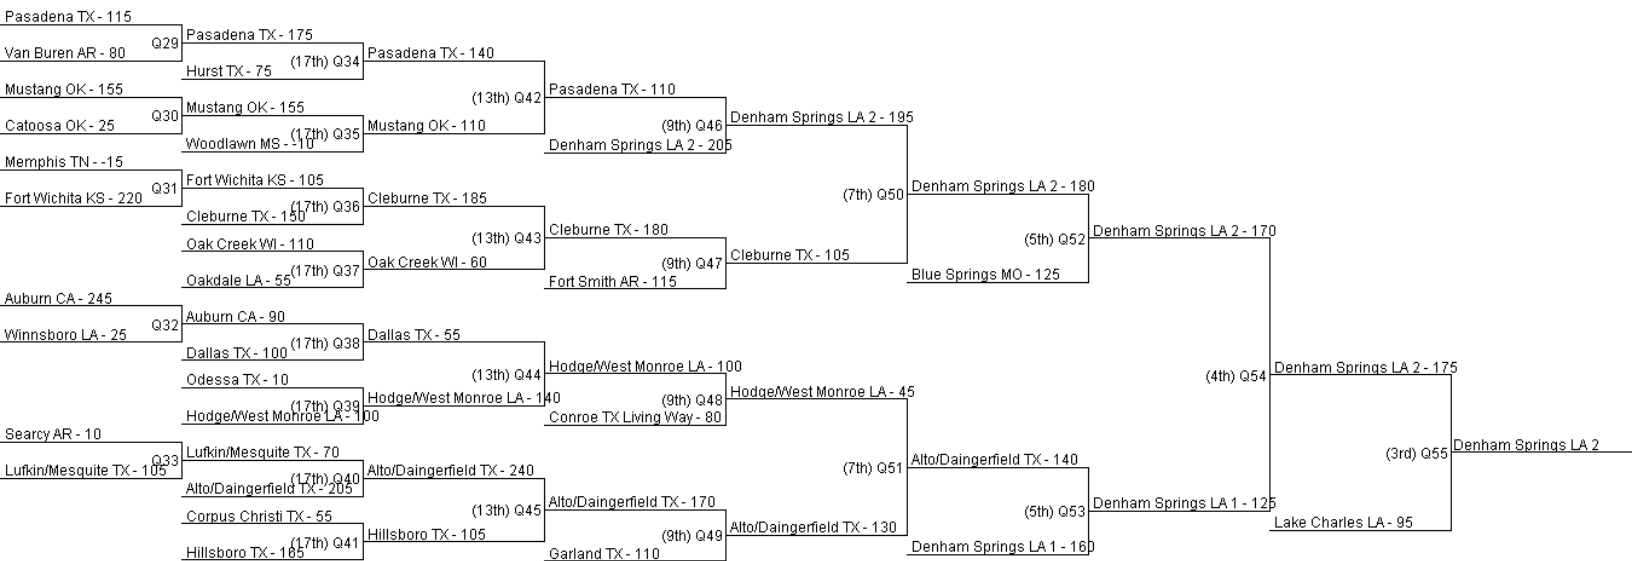 Pasadena TX - 115
Q29
Van Buren AR - 80
Mustang OK - 155
Q30
Catoosa OK - 25
Memphis TN - -15
Q31
Fort Wichita KS - 220
Auburn CA - 245
Q32
Winnsboro LA - 25
Searcy AR - 10
Q33
Lufkin/Mesquite TX - 105
Pasadena TX - 175
(17th) Q34
Hurst TX - 75
Mustang OK - 155
(17th) Q35
Woodlawn MS - -10
Fort Wichita KS - 105
(17th) Q36
Cleburne TX - 150
Oak Creek WI - 110
(17th) Q37
Oakdale LA - 55
Auburn CA - 90
(17th) Q38
Dallas TX - 100
Odessa TX - 10
(17th) Q39
Hodge/West Monroe LA - 100
Lufkin/Mesquite TX - 70
(17th) Q40
Alto/Daingerfield TX - 205
Corpus Christi TX - 55
(17th) Q41
Hillsboro TX - 165
Pasadena TX - 140
(13th) Q42
Mustang OK - 110
Cleburne TX - 185
(13th) Q43
Oak Creek WI - 60
Dallas TX - 55
(13th) Q44
Hodge/West Monroe LA - 140
Alto/Daingerfield TX - 240
(13th) Q45
Hillsboro TX - 105
Pasadena TX - 110
(9th) Q46
Denham Springs LA 2 - 205
Cleburne TX - 180
(9th) Q47
Fort Smith AR - 115
Hodge/West Monroe LA - 100
(9th) Q48
Conroe TX Living Way - 80
Alto/Daingerfield TX - 170
(9th) Q49
Garland TX - 110
Denham Springs LA 2 - 195
(7th) Q50
Cleburne TX - 105
Hodge/West Monroe LA - 45
(7th) Q51
Alto/Daingerfield TX - 130
Denham Springs LA 2 - 180
(5th) Q52
Blue Springs MO - 125
Alto/Daingerfield TX - 140
(5th) Q53
Denham Springs LA 1 - 160
Denham Springs LA 2 - 170
(4th) Q54
Denham Springs LA 1 - 125
Denham Springs LA 2 - 175
(3rd) Q55
Lake Charles LA - 95
Denham Springs LA 2